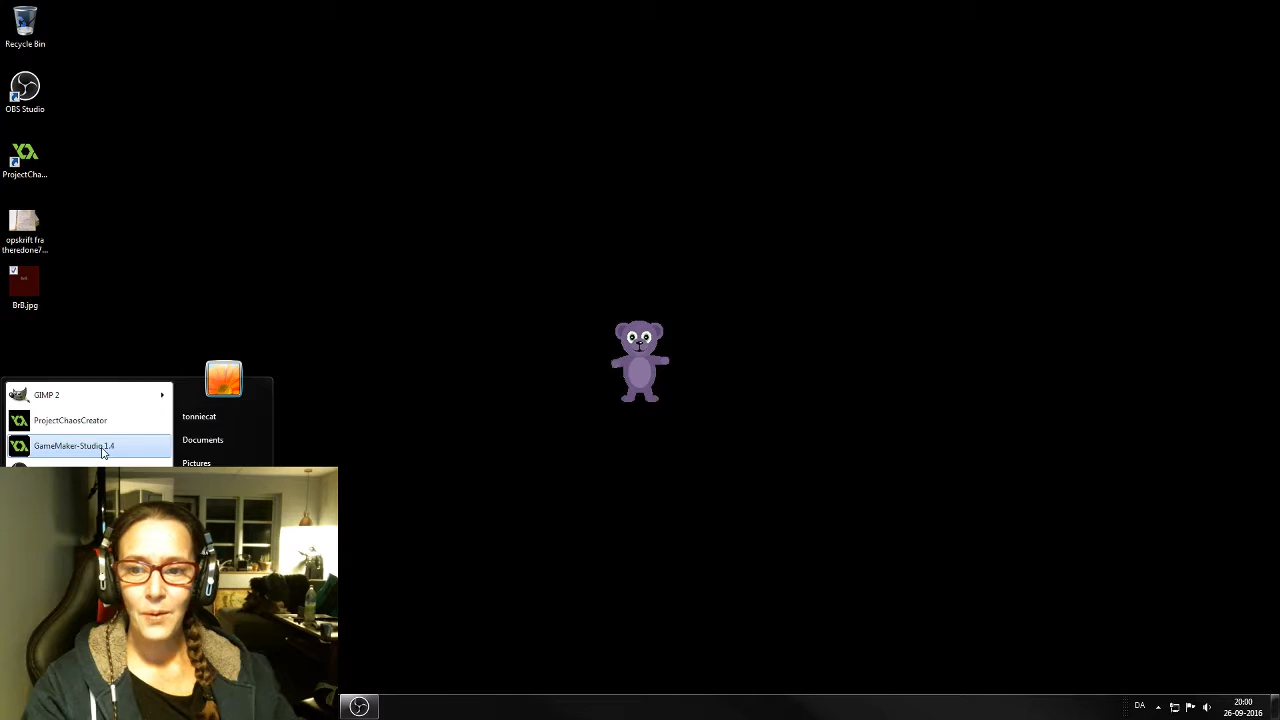 Recycle Bin
OBS Studio
ProjectCha...
opskrift fra
theredone7...
BrB.jpg
GIMP 2
ProjectChaosCreator
GameMaker-Studio 1.4
tonniecat
Documents
Pictures
DA
20:00
26-09-2016